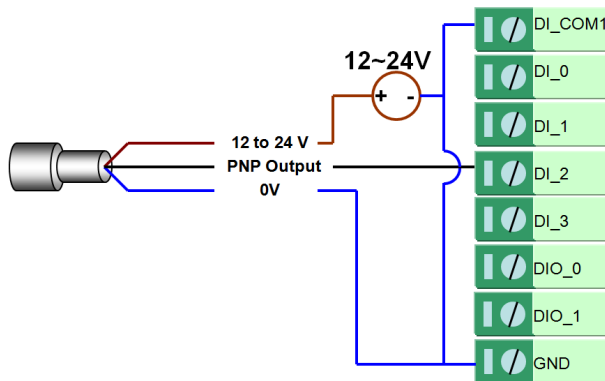 12~24V
+ -
12 to 24 V
PNP Output
0V
DI_COM1
DI_0
DI_1
DI_2
DI_3
DIO_0
DIO_1
GND